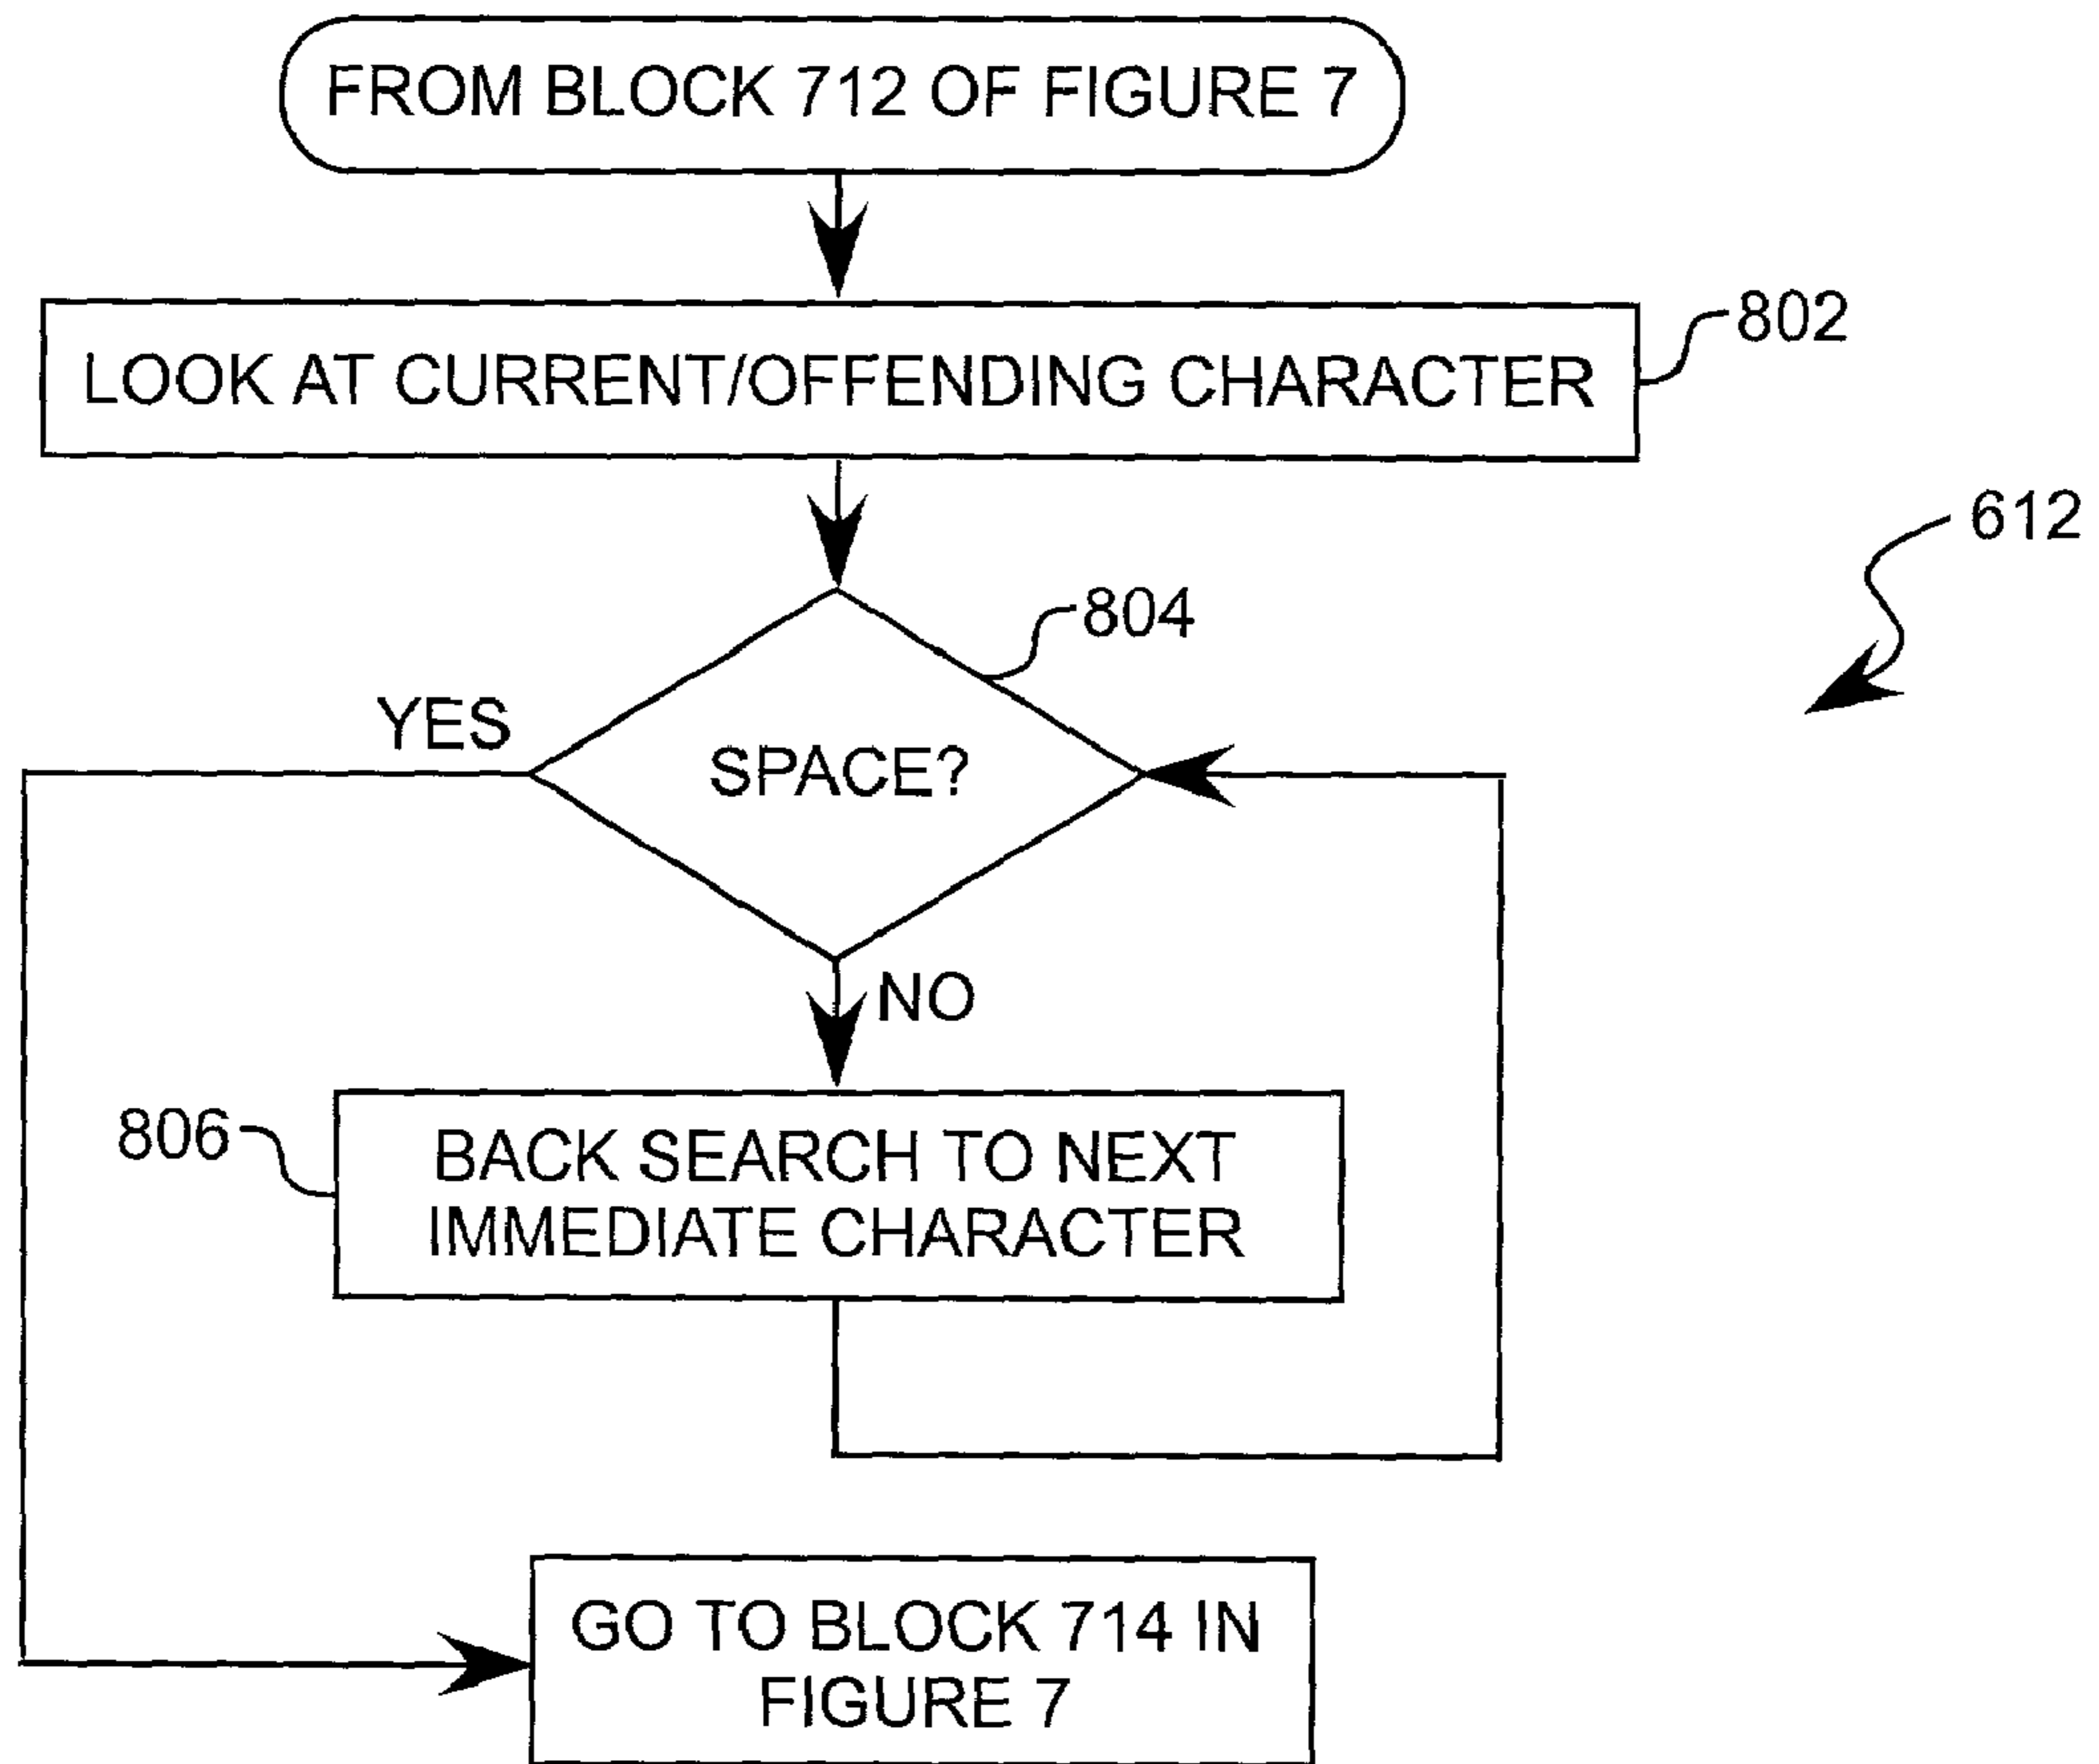 FROM BLOCK 712 OF FIGURE 7
802
LOOK AT CURRENT/OFFENDING CHARACTER
612
804
YES
SPACE?
NO
806
BACK SEARCH TO NEXT
IMMEDIATE CHARACTER
GO TO BLOCK 714 IN
FIGURE 7